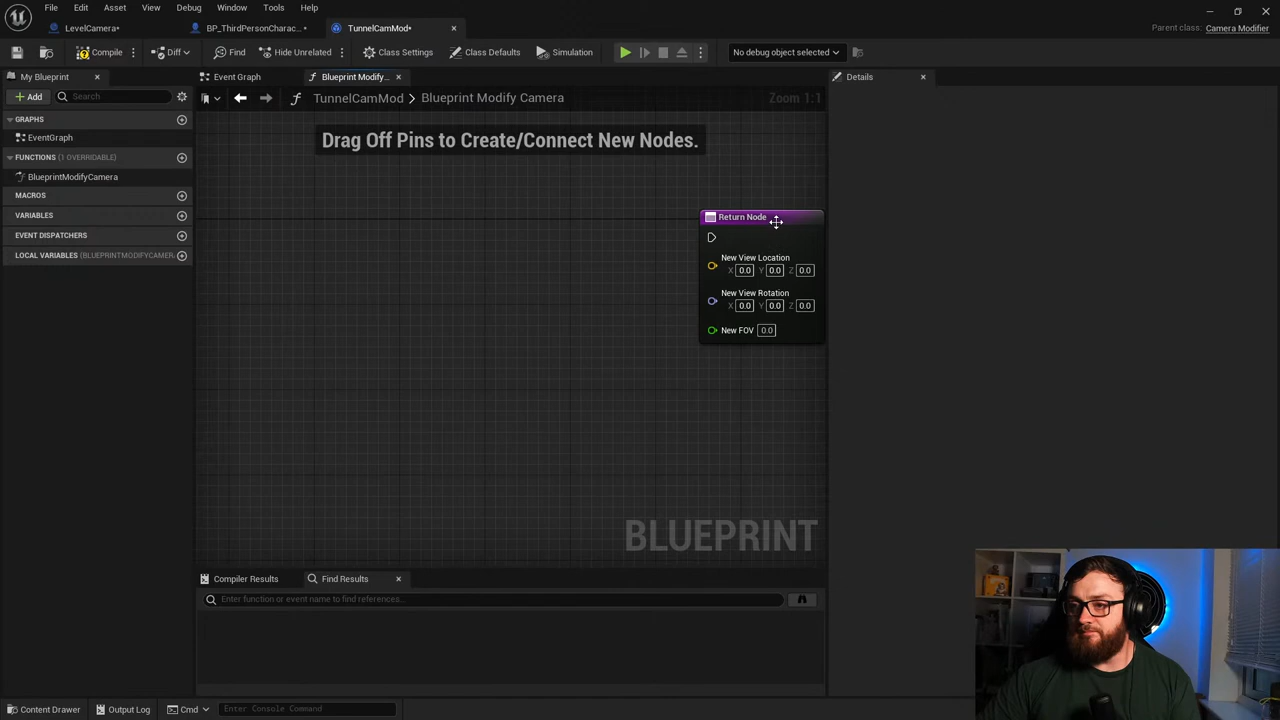 File Edit Asset View Debug Window Tools Help
LevelCamera* BP_ThirdPersonCharac...* TunnelCamMod*
Parent class: Camera Modifier
Compile Diff Find Hide Unrelated Class Settings Class Defaults Simulation No debug object selected
My Blueprint Event Graph Blueprint Modify... Details
Add Search TunnelCamMod > Blueprint Modify Camera Zoom 1:1
GRAPHS
EventGraph
FUNCTIONS (1 OVERRIDABLE)
BlueprintModifyCamera
MACROS
VARIABLES
EVENT DISPATCHERS
LOCAL VARIABLES (BLUEPRINTMODIFYCAMER
Drag Off Pins to Create/Connect New Nodes.
Return Node
New View Location
X 0.0 Y 0.0 Z 0.0
New View Rotation
X 0.0 Y 0.0 Z 0.0
New FOV 0.0
BLUEPRINT
Compiler Results Find Results
Enter function or event name to find references...
Content Drawer Output Log Cmd Enter Console Command